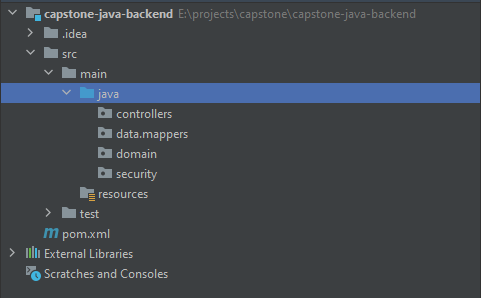 capstone-java-backend E:\projects\capstone\capstone-java-backend
.idea
src
main
java
controllers
data.mappers
domain
security
resources
test
pom.xml
External Libraries
Scratches and Consoles